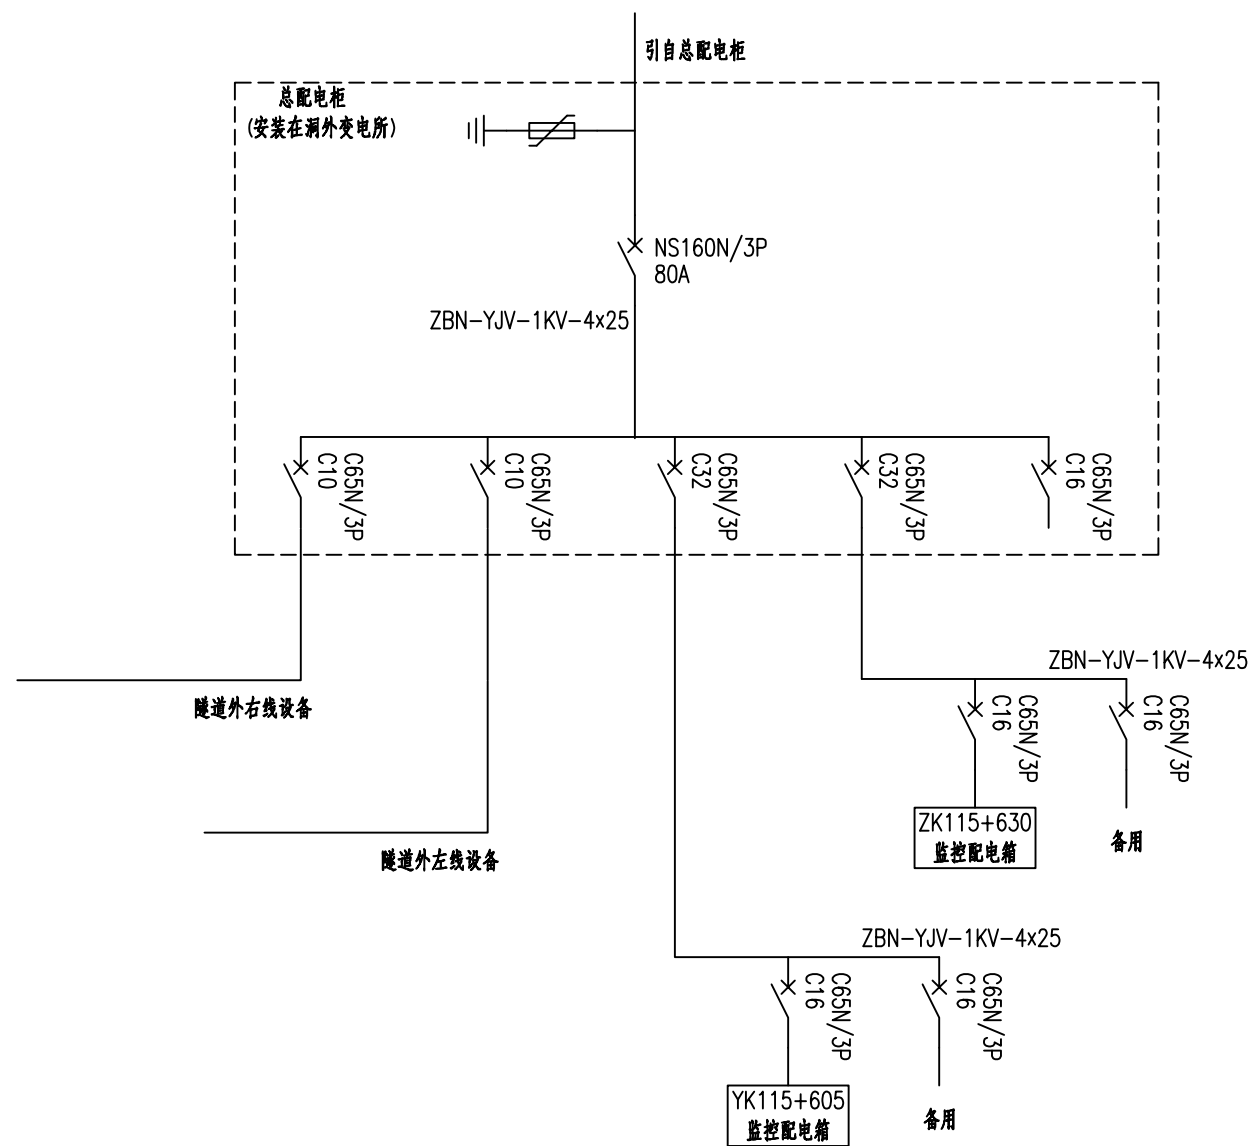 引自总配电柜
总配电柜
(安装在洞外变电所)
NS160N/3P
80A
ZBN-YJV-1KV-4x25
C65N/3P
C10
C65N/3P
C10
C65N/3P
C32
C65N/3P
C32
C65N/3P
C16
隧道外右线设备
ZBN-YJV-1KV-4x25
C65N/3P
C16
C65N/3P
C16
ZK115+630
监控配电箱
备用
隧道外左线设备
ZBN-YJV-1KV-4x25
C65N/3P
C16
C65N/3P
C16
YK115+605
监控配电箱
备用